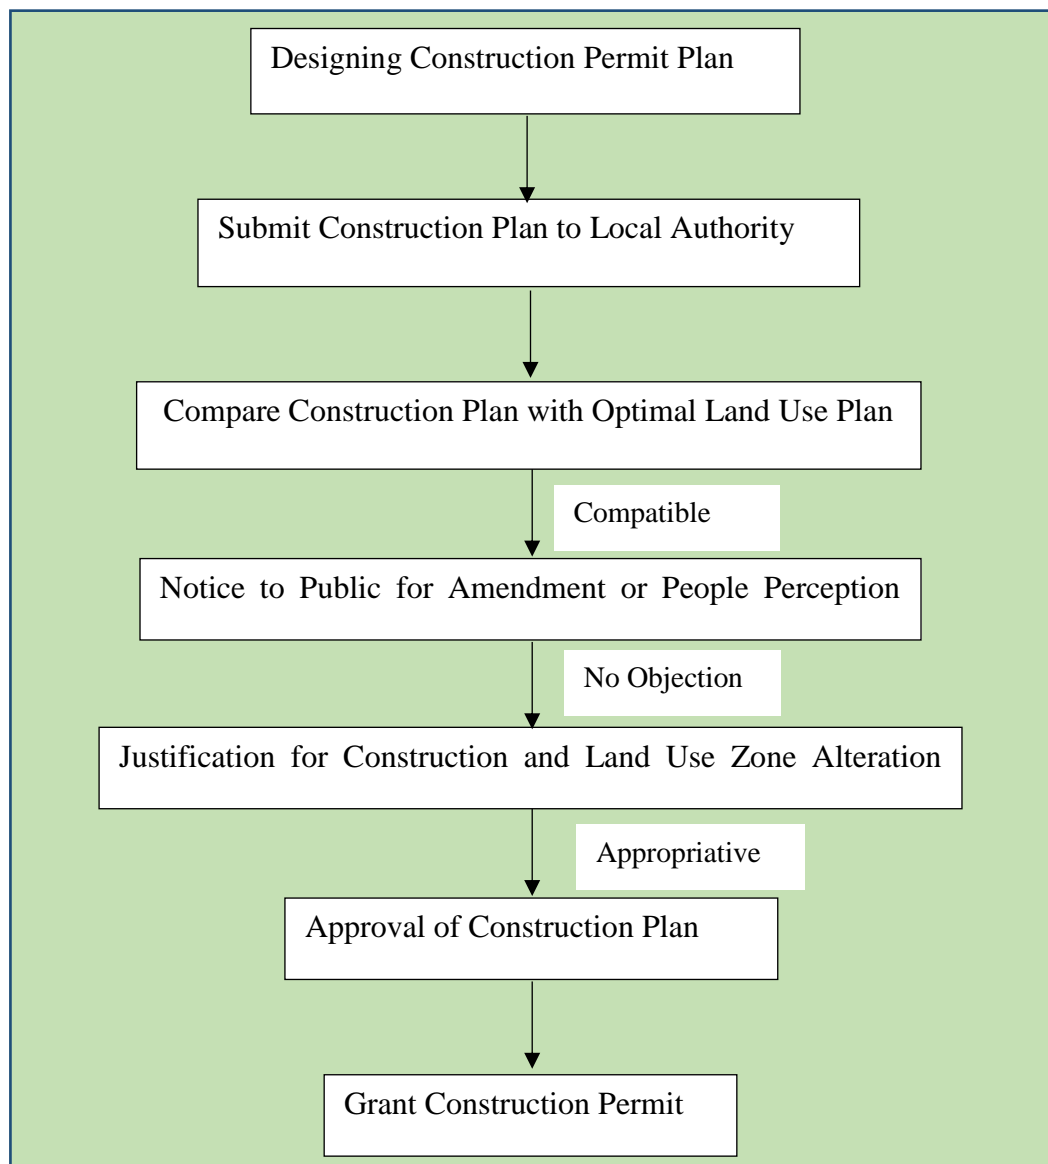 Designing Construction Permit Plan
Submit Construction Plan to Local Authority
Compare Construction Plan with Optimal Land Use Plan
Compatible
Notice to Public for Amendment or People Perception
No Objection
Justification for Construction and Land Use Zone Alteration
Appropriative
Approval of Construction Plan
Grant Construction Permit